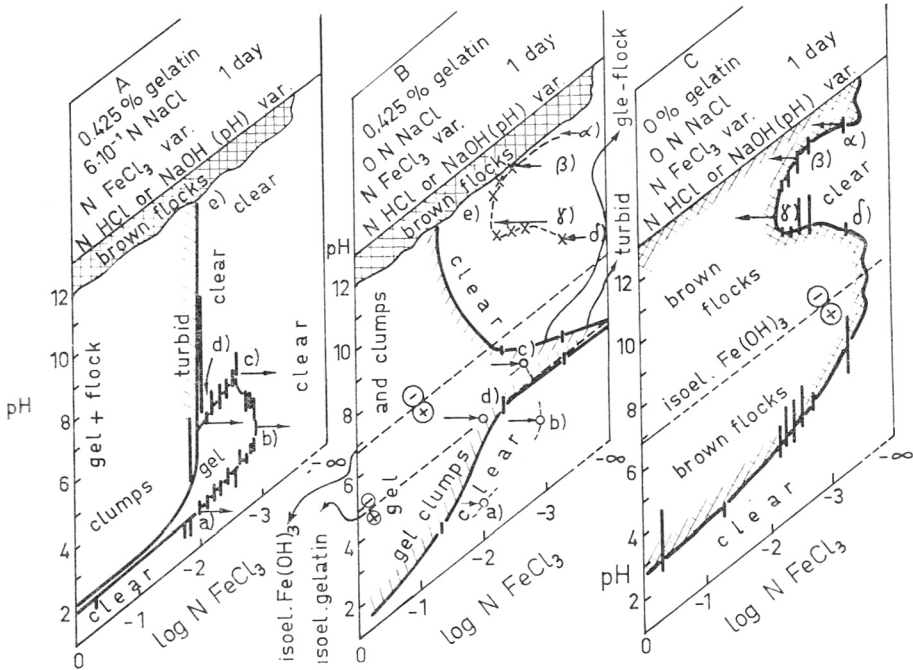 A
0.425% gelatin
6·10⁻¹ N NaCl
1 day
N FeCl₃ var.
N HCl or NaOH (pH) var.
brown flocks
e)
clear
clear
turbid
d)
c)
clear
gel + flock
gel
b)
clumps
a)
clear
pH
12
10
8
6
4
2
0
-1
-2
-3
-∞
log N FeCl₃
B
0.425% gelatin
0 N NaCl
1 day
N FeCl₃ var.
N HCl or NaOH (pH) var.
brown flocks
α)
β)
γ)
δ)
e)
clear
gle-flock
turbid
and clumps
c)
d)
b)
gel
gel clumps
clear
a)
isoel. Fe(OH)₃
isoel. gelatin
pH
12
10
8
6
4
2
0
-1
-2
-3
-∞
log N FeCl₃
C
0% gelatin
0 N NaCl
1 day
N FeCl₃ var.
N HCl or NaOH (pH) var.
α)
β)
clear
γ)
δ)
brown
flocks
isoel. Fe(OH)₃
brown flocks
clear
pH
12
10
8
6
4
2
0
-1
-2
-3
-∞
log N FeCl₃